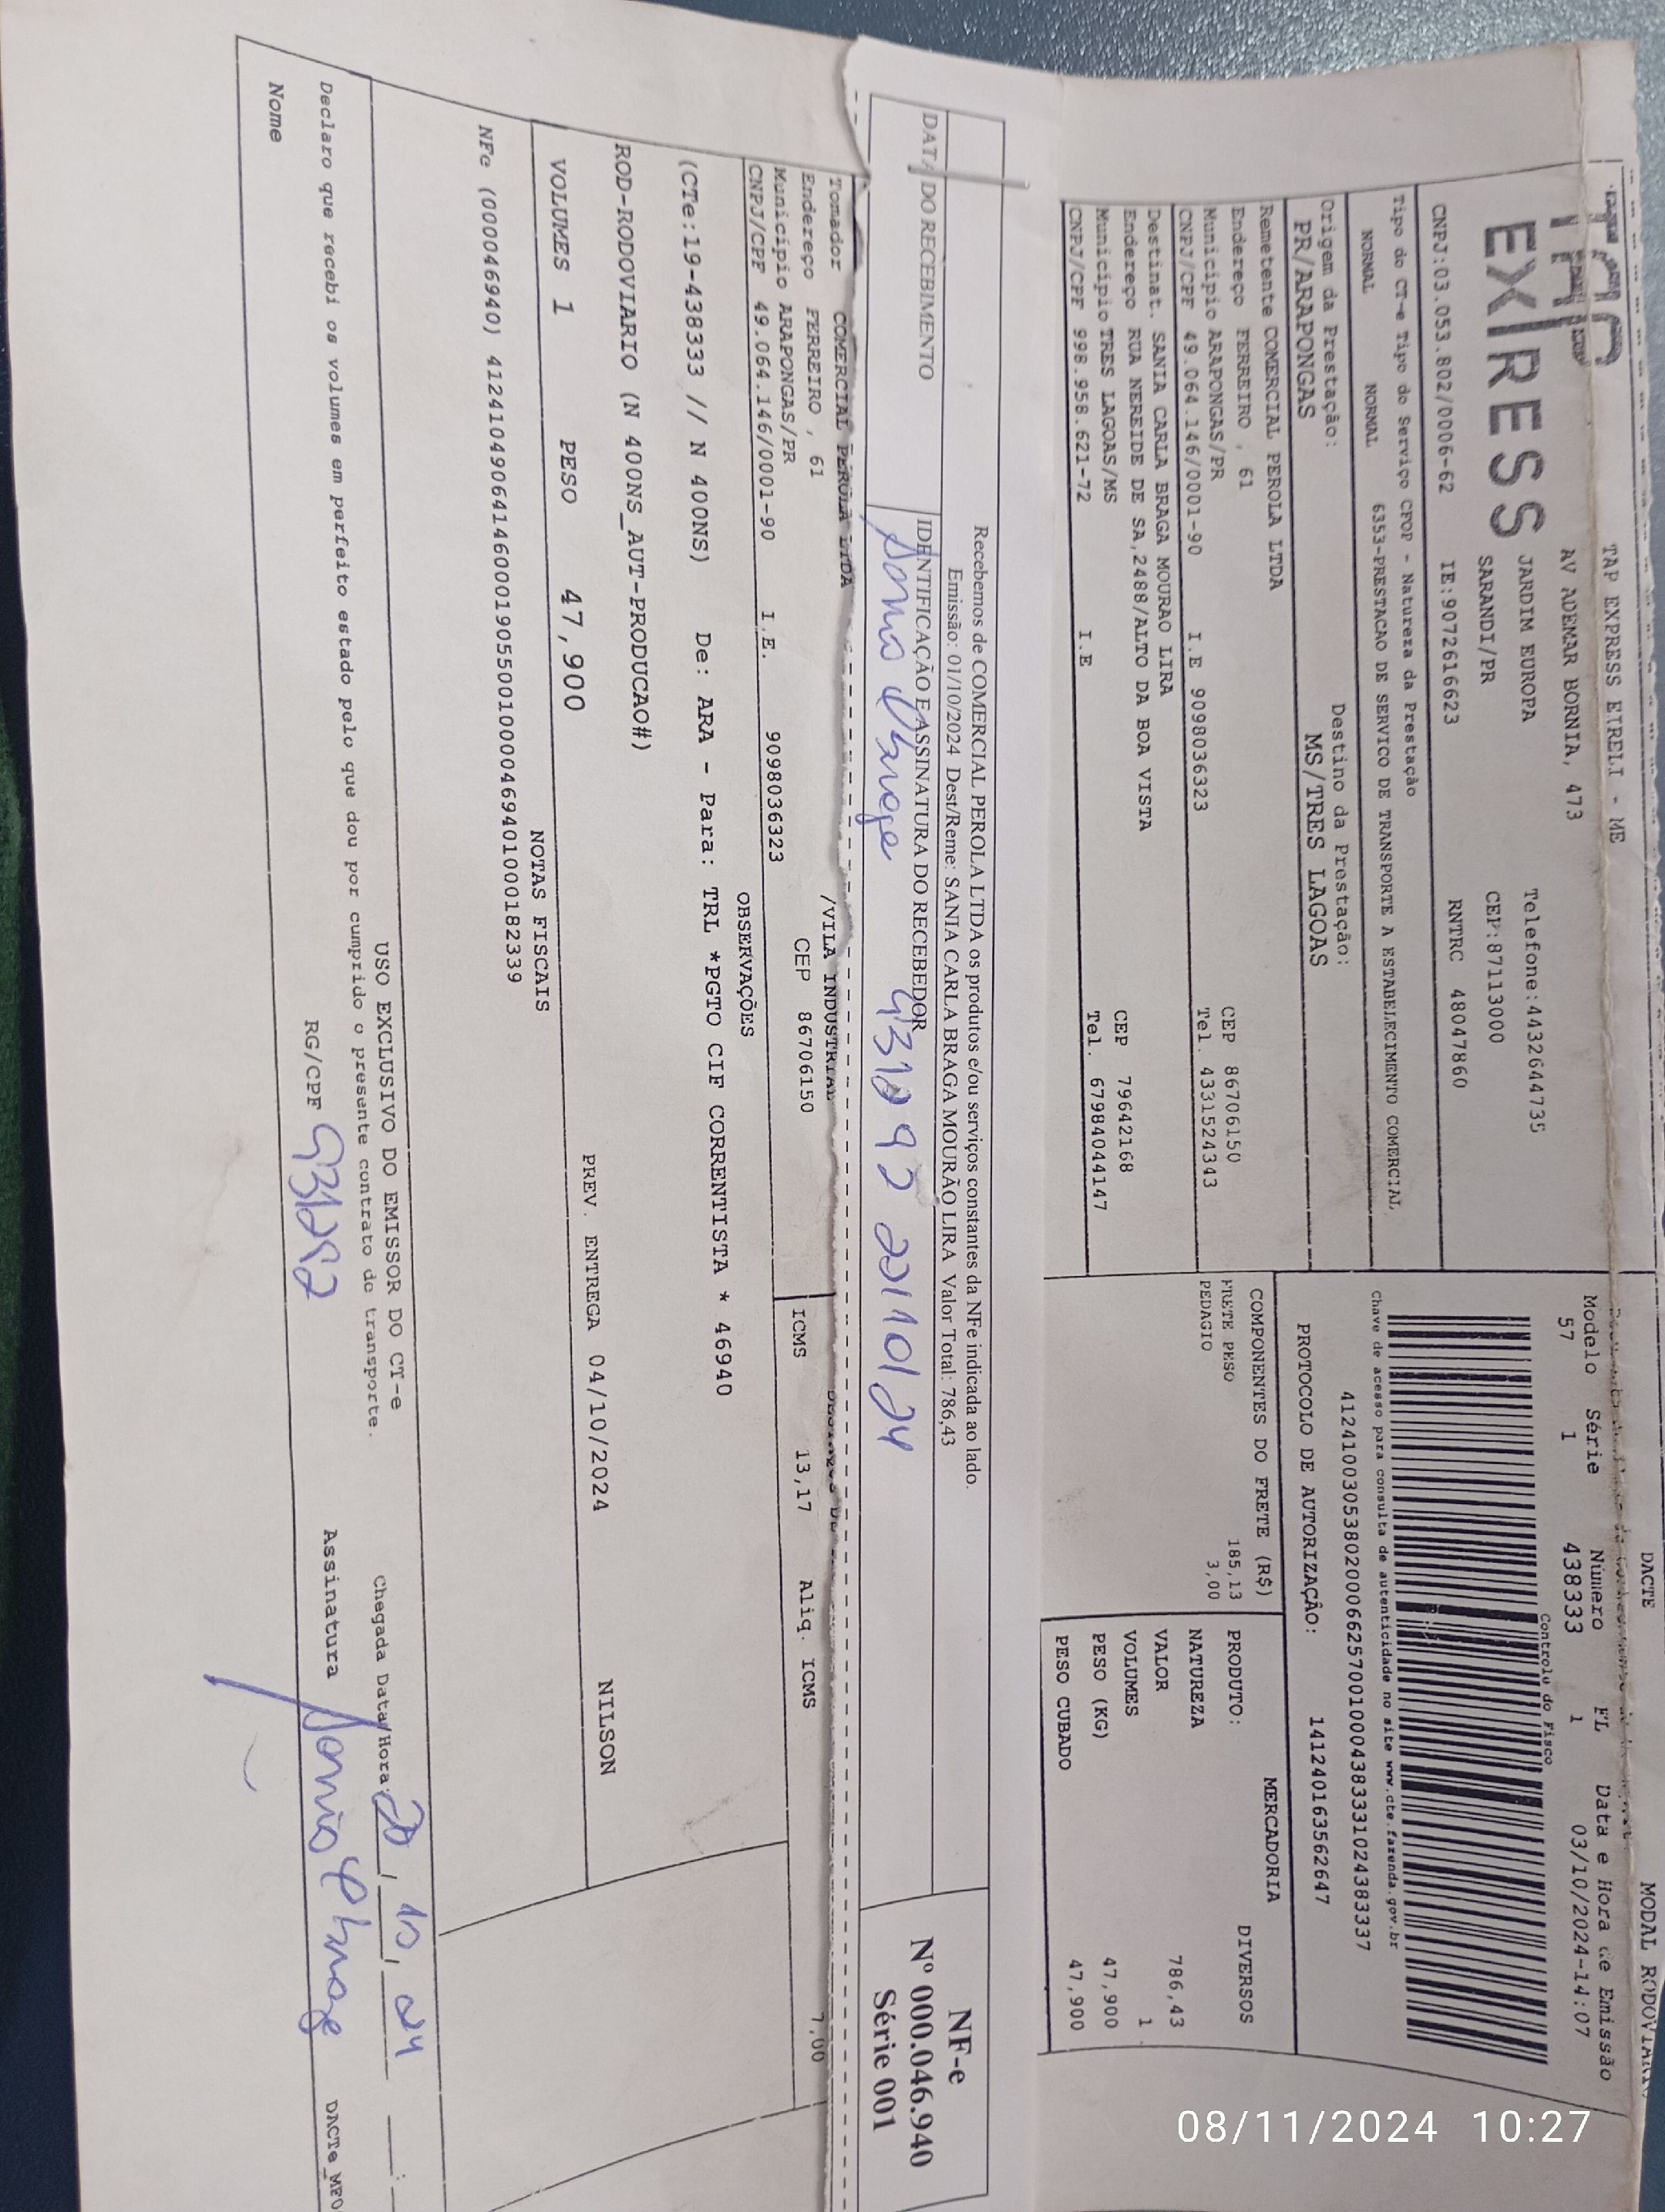 DACTE
MODAL RODOVIARIO
TAP
EXPRESS
TAP EXPRESS EIRELI - ME
AV ADEMAR BORNIA, 473
JARDIM EUROPA
Telefone:4432644735
SARANDI/PR
CEP:87113000
CNPJ:03.053.802/0006-62 IE:9072616623 RNTRC 48047860
Modelo Série Número FL Data e Hora de Emissão
57 1 438333 1 03/10/2024-14:07
Controle do Fisco
Tipo do CT-e Tipo do Serviço CFOP - Natureza da Prestação
NORMAL NORMAL 6353-PRESTACAO DE SERVICO DE TRANSPORTE A ESTABELECIMENTO COMERCIAL
Chave de acesso para consulta de autenticidade no site www.cte.fazenda.gov.br
41241003053802000662570010004383331024383337
Origem da Prestação: Destino da Prestação:
PR/ARAPONGAS MS/TRES LAGOAS
PROTOCOLO DE AUTORIZAÇÃO: 141240163562647
Remetente COMERCIAL PEROLA LTDA
Endereço FERREIRO , 61 CEP 86706150
Município ARAPONGAS/PR Tel. 4331524343
CNPJ/CPF 49.064.146/0001-90 I.E 9098036323
Destinat. SANIA CARLA BRAGA MOURAO LIRA
Endereço RUA NEREIDE DE SA,2488/ALTO DA BOA VISTA
Município TRES LAGOAS/MS CEP 79642168
CNPJ/CPF 998.958.621-72 I.E Tel. 67984044147
COMPONENTES DO FRETE (R$)
FRETE PESO 185,13
PEDAGIO 3,00
MERCADORIA
PRODUTO: DIVERSOS
NATUREZA
VALOR 786,43
VOLUMES 1
PESO (KG) 47,900
PESO CUBADO 47,900
Recebemos de COMERCIAL PEROLA LTDA os produtos e/ou serviços constantes da NFe indicada ao lado.
Emissão: 01/10/2024 Dest/Reme: SANIA CARLA BRAGA MOURÃO LIRA Valor Total: 786,43
DATA DO RECEBIMENTO
IDENTIFICAÇÃO E ASSINATURA DO RECEBEDOR
22/10/24
NF-e
Nº 000.046.940
Série 001
Tomador COMERCIAL PEROLA LTDA
Endereço FERREIRO , 61 /VILA INDUSTRIAL
Município ARAPONGAS/PR CEP 86706150
CNPJ/CPF 49.064.146/0001-90 I.E. 9098036323
ICMS 13,17 Aliq. ICMS 7,00
OBSERVAÇÕES
(CTe:19-438333 // N 400NS) De: ARA - Para: TRL *PGTO CIF CORRENTISTA * 46940
ROD-RODOVIARIO (N 400NS_AUT-PRODUCAO#)
VOLUMES 1 PESO 47,900 PREV. ENTREGA 04/10/2024 NILSON
NOTAS FISCAIS
NFe (000046940) 41241049064146000190550010000469401000182339
USO EXCLUSIVO DO EMISSOR DO CT-e
Declaro que recebi os volumes em perfeito estado pelo que dou por cumprido o presente contrato de transporte.
Chegada Data/Hora:
Nome RG/CPF Assinatura DACTe_MF0
08/11/2024 10:27